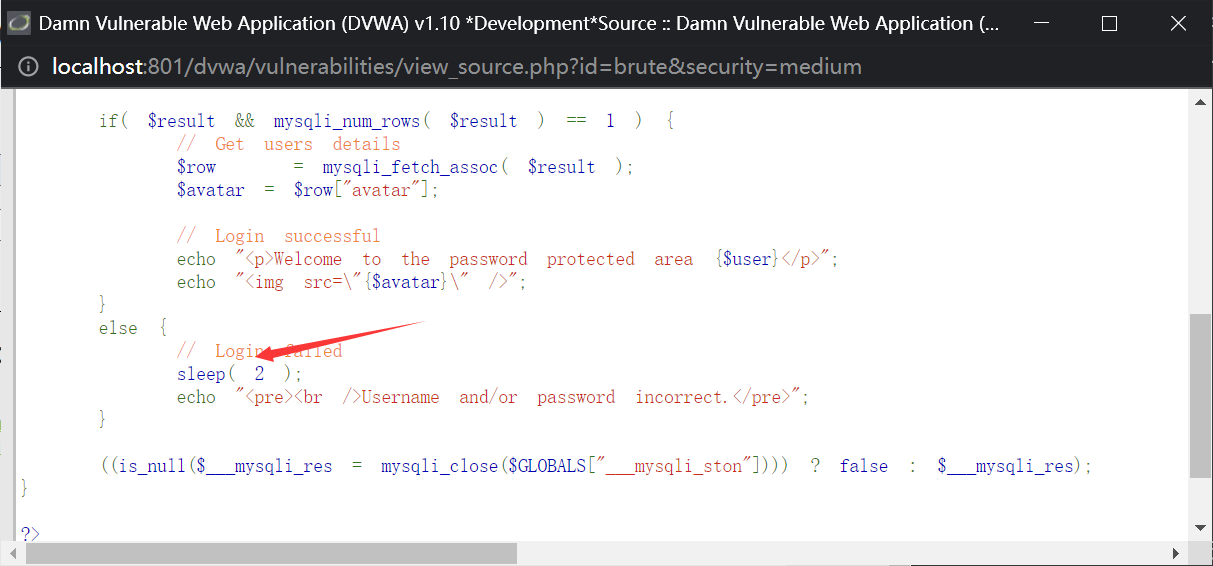 Damn Vulnerable Web Application (DVWA) v1.10 *Development*Source :: Damn Vulnerable Web Application (...
localhost:801/dvwa/vulnerabilities/view_source.php?id=brute&security=medium
if( $result && mysqli_num_rows( $result ) == 1 ) {
// Get users details
$row = mysqli_fetch_assoc( $result );
$avatar = $row["avatar"];
// Login successful
echo "<p>Welcome to the password protected area {$user}</p>";
echo "<img src=\"{$avatar}\" />";
}
else {
// Login failed
sleep( 2 );
echo "<pre><br />Username and/or password incorrect.</pre>";
}
((is_null($___mysqli_res = mysqli_close($GLOBALS["___mysqli_ston"]))) ? false : $___mysqli_res);
}
?>